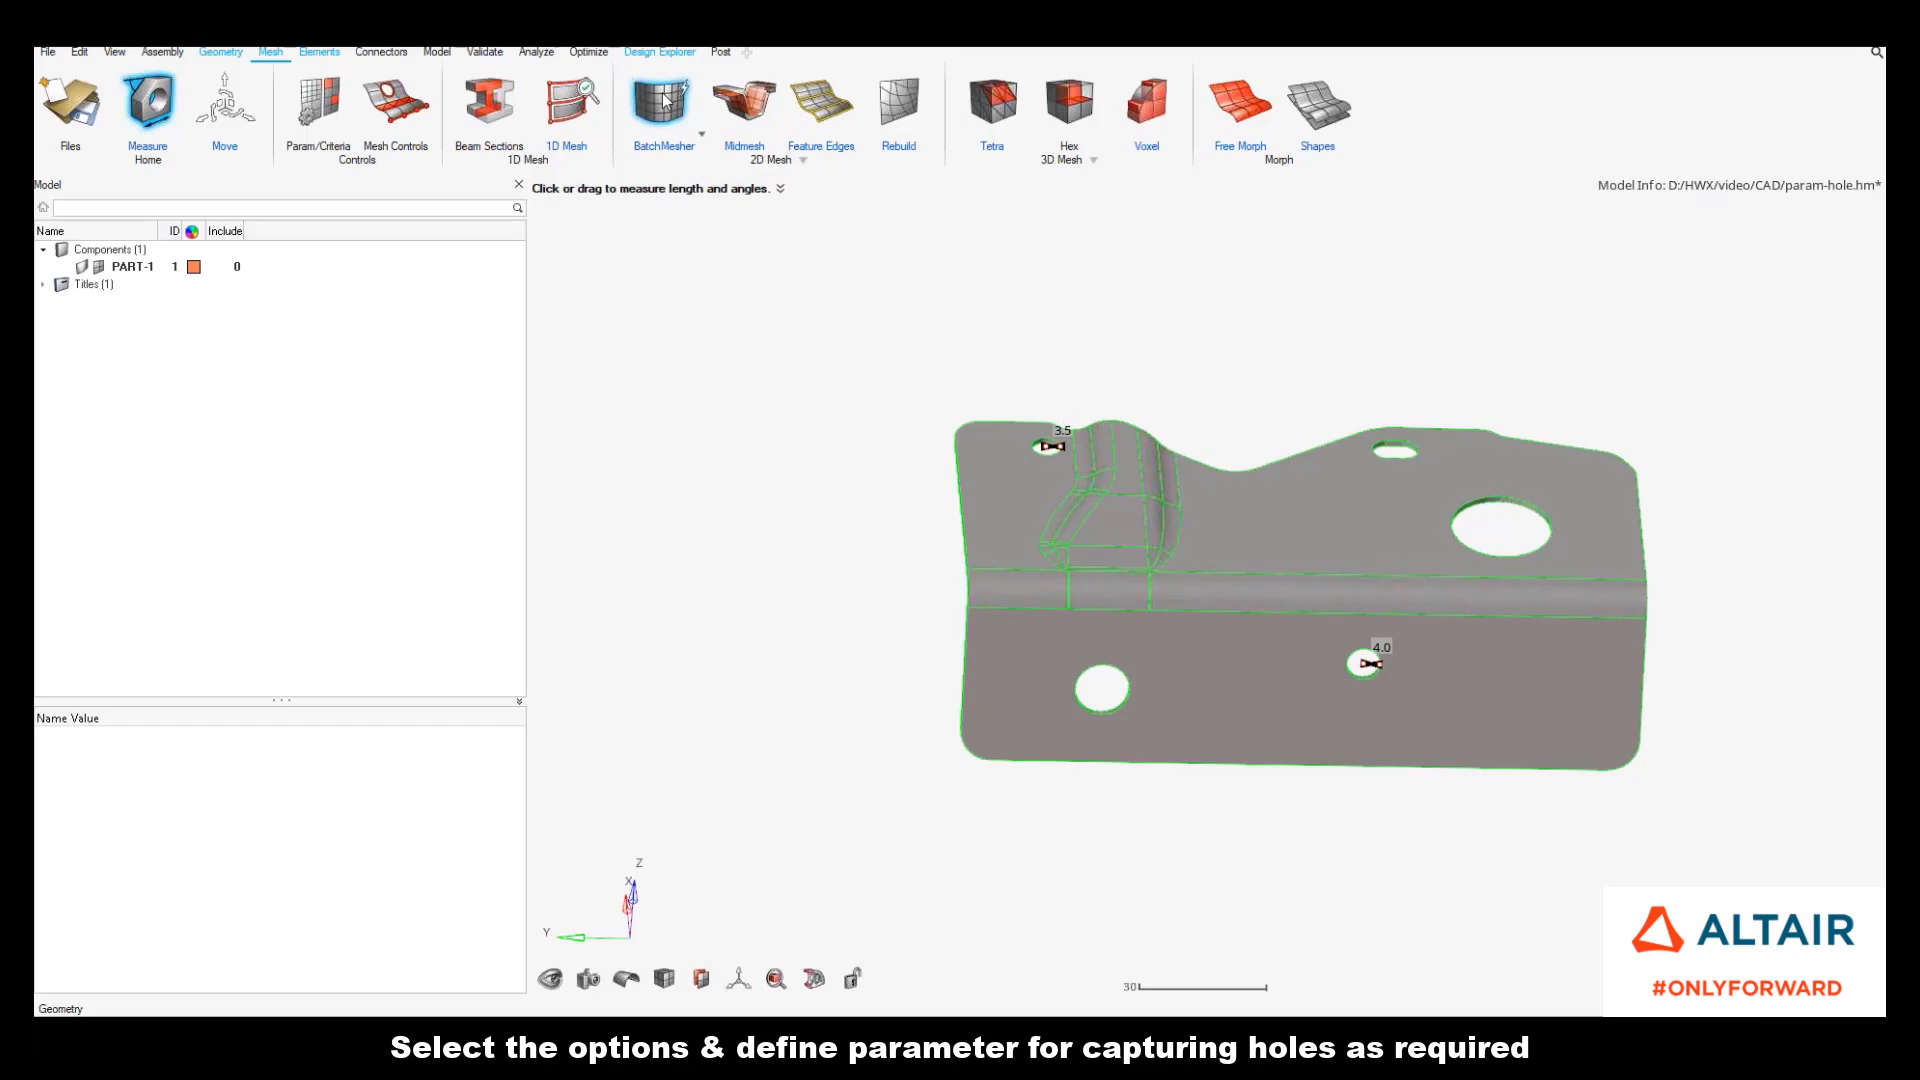 File Edit View Assembly Geometry Mesh Elements Connectors Model Validate Analyze Optimize Design Explorer Post
Files Measure Move Param/Criteria Mesh Controls Beam Sections 1D Mesh BatchMesher Midmesh Feature Edges Rebuild Tetra Hex Voxel Free Morph Shapes
Home Controls 1D Mesh 2D Mesh 3D Mesh Morph
Model
Click or drag to measure length and angles.
Model Info: D:/HWX/video/CAD/param-hole.hm*
Name ID Include
Components (1)
PART-1 1 0
Titles (1)
Name Value
3.5
4.0
Z
X
Y
30
Geometry
ALTAIR
#ONLYFORWARD
Select the options & define parameter for capturing holes as required